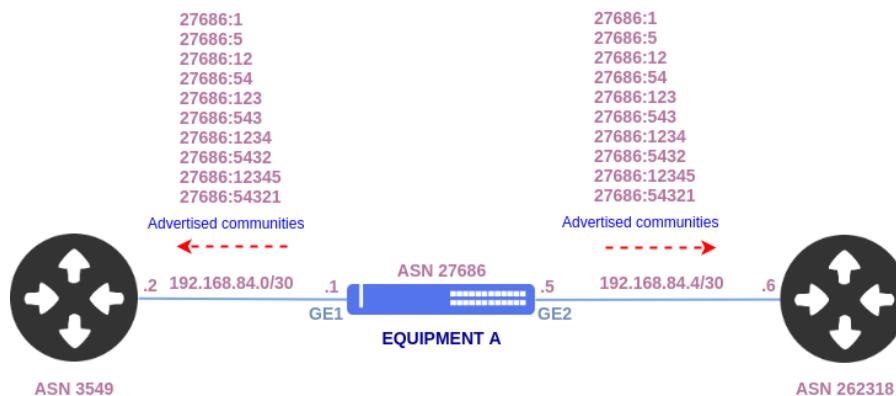 27686:1
27686:5
27686:12
27686:54
27686:123
27686:543
27686:1234
27686:5432
27686:12345
27686:54321
Advertised communities
27686:1
27686:5
27686:12
27686:54
27686:123
27686:543
27686:1234
27686:5432
27686:12345
27686:54321
Advertised communities
.2 192.168.84.0/30 .1
ASN 27686
.5 192.168.84.4/30 .6
GE1
GE2
EQUIPMENT A
ASN 3549
ASN 262318